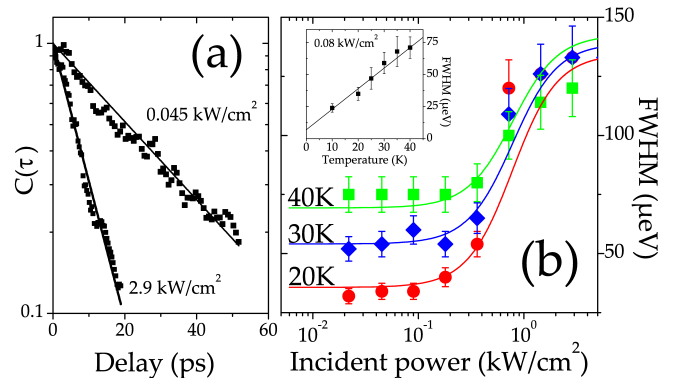 (a)
1
0.1
C(τ)
0.045 kW/cm²
2.9 kW/cm²
0 20 40 60
Delay (ps)
0.08 kW/cm²
75
50
25
0
FWHM (µeV)
0 10 20 30 40
Temperature (K)
40K
30K
20K
(b)
150
100
50
FWHM (µeV)
10⁻² 10⁻¹ 10⁰
Incident power (kW/cm²)